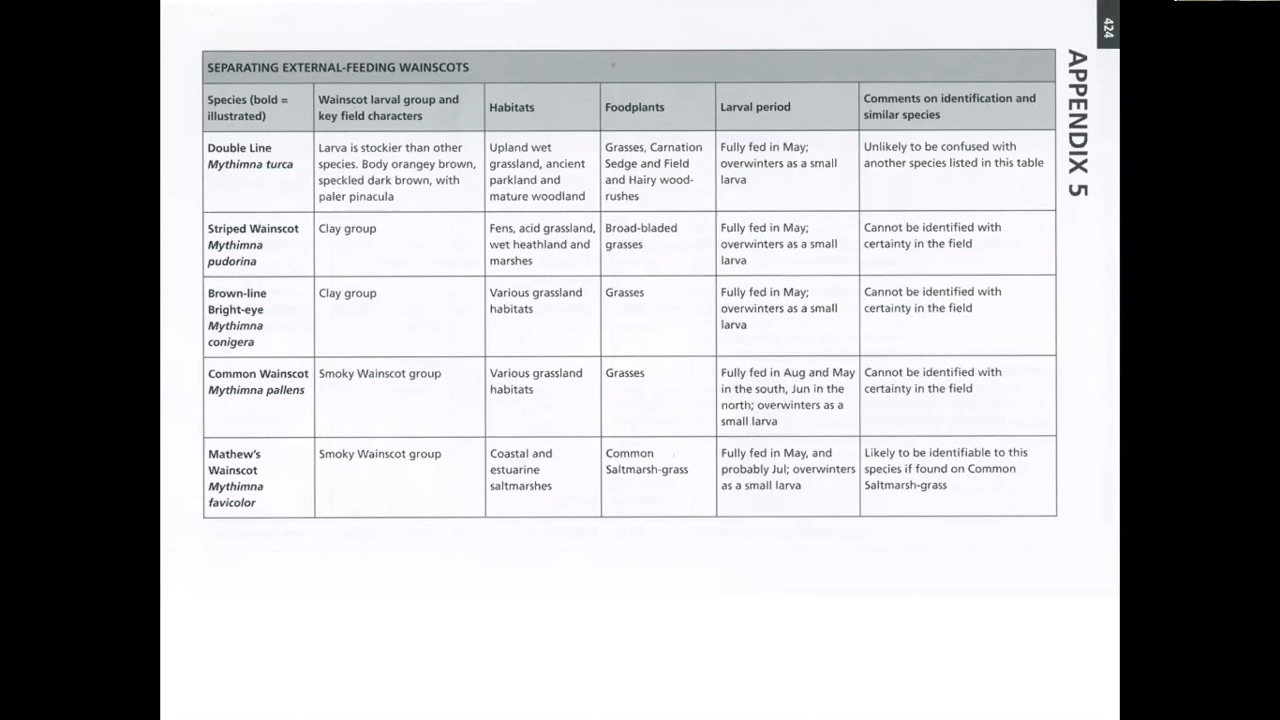 424
APPENDIX 5
SEPARATING EXTERNAL-FEEDING WAINSCOTS
Species (bold =
illustrated)
Wainscot larval group and
key field characters
Habitats
Foodplants
Larval period
Comments on identification and
similar species
Double Line
Mythimna turca
Larva is stockier than other
species. Body orangey brown,
speckled dark brown, with
paler pinacula
Upland wet
grassland, ancient
parkland and
mature woodland
Grasses, Carnation
Sedge and Field
and Hairy wood-
rushes
Fully fed in May;
overwinters as a small
larva
Unlikely to be confused with
another species listed in this table
Striped Wainscot
Mythimna
pudorina
Clay group
Fens, acid grassland,
wet heathland and
marshes
Broad-bladed
grasses
Fully fed in May;
overwinters as a small
larva
Cannot be identified with
certainty in the field
Brown-line
Bright-eye
Mythimna
conigera
Clay group
Various grassland
habitats
Grasses
Fully fed in May;
overwinters as a small
larva
Cannot be identified with
certainty in the field
Common Wainscot
Mythimna pallens
Smoky Wainscot group
Various grassland
habitats
Grasses
Fully fed in Aug and May
in the south, Jun in the
north; overwinters as a
small larva
Cannot be identified with
certainty in the field
Mathew's
Wainscot
Mythimna
favicolor
Smoky Wainscot group
Coastal and
estuarine
saltmarshes
Common
Saltmarsh-grass
Fully fed in May, and
probably Jul; overwinters
as a small larva
Likely to be identifiable to this
species if found on Common
Saltmarsh-grass